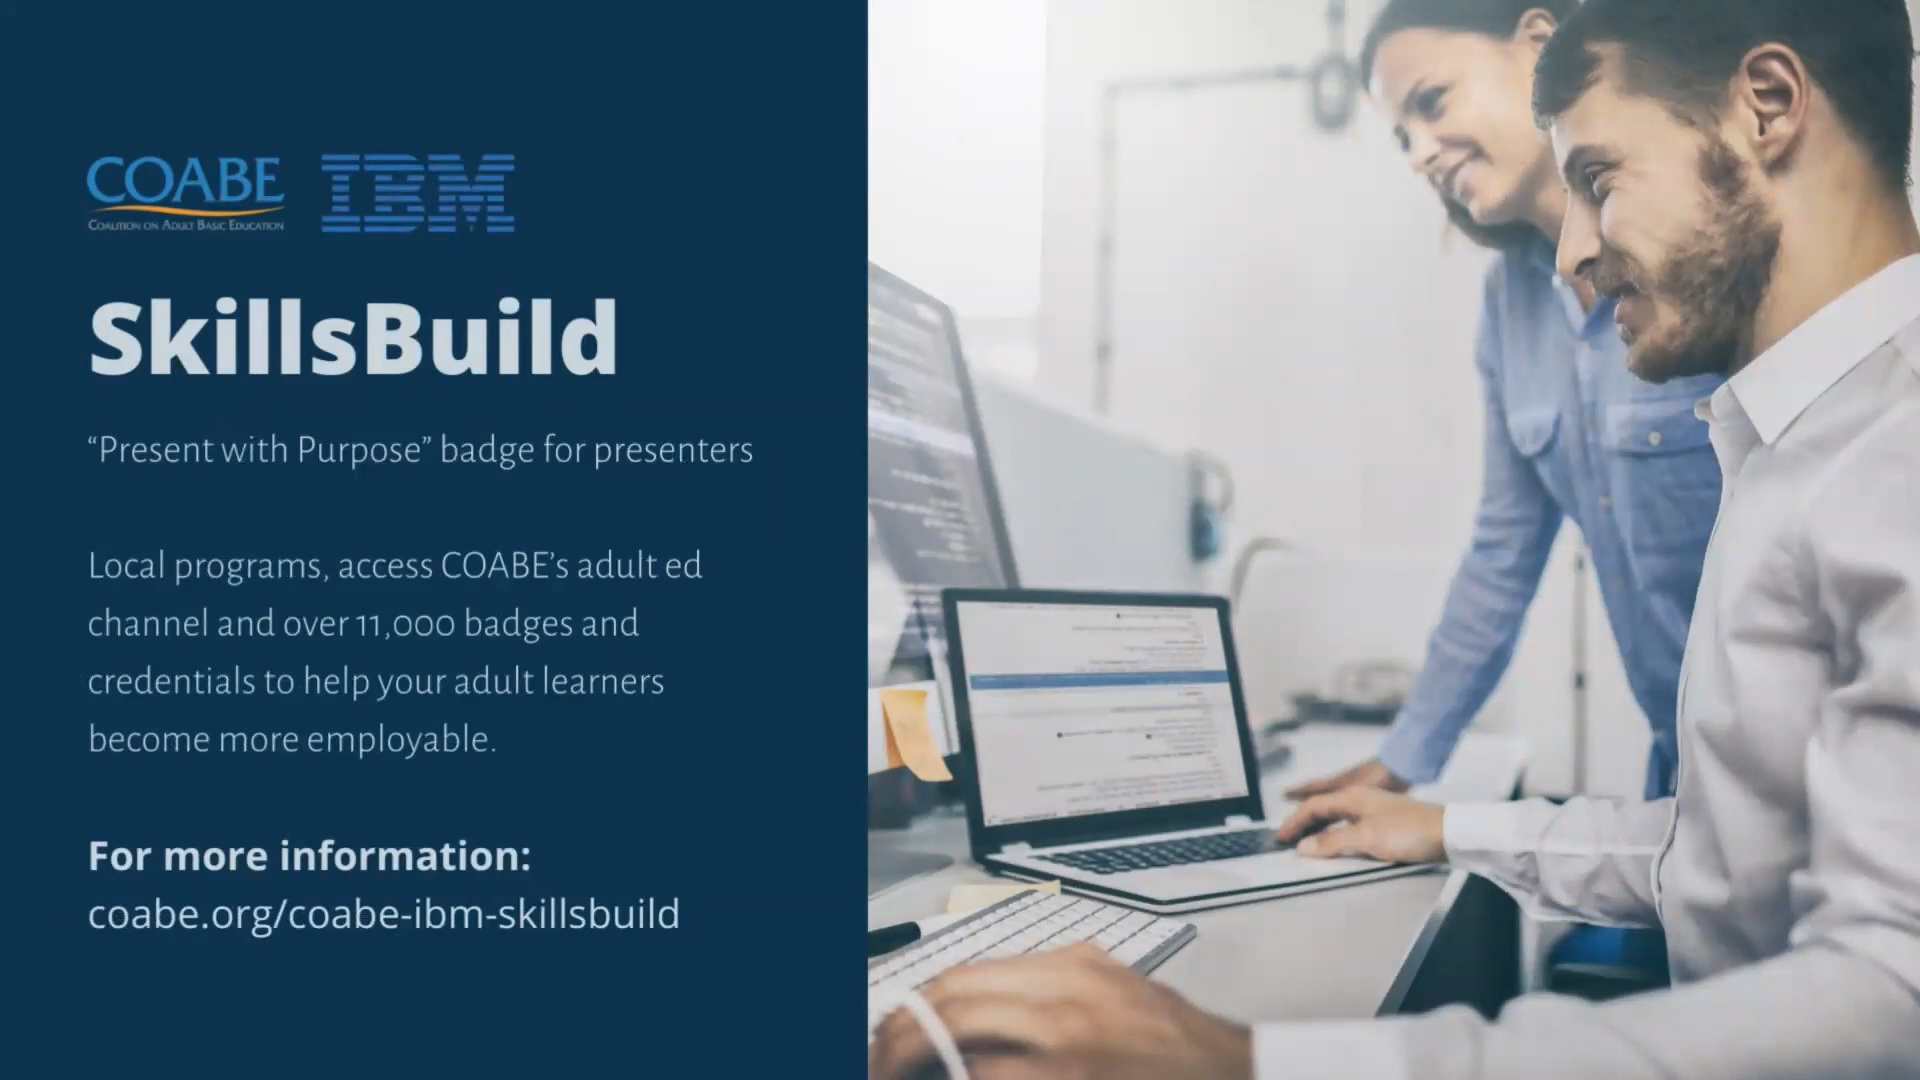 COABE
COALITION ON ADULT BASIC EDUCATION
IBM
SkillsBuild
“Present with Purpose” badge for presenters
Local programs, access COABE’s adult ed
channel and over 11,000 badges and
credentials to help your adult learners
become more employable.
For more information:
coabe.org/coabe-ibm-skillsbuild